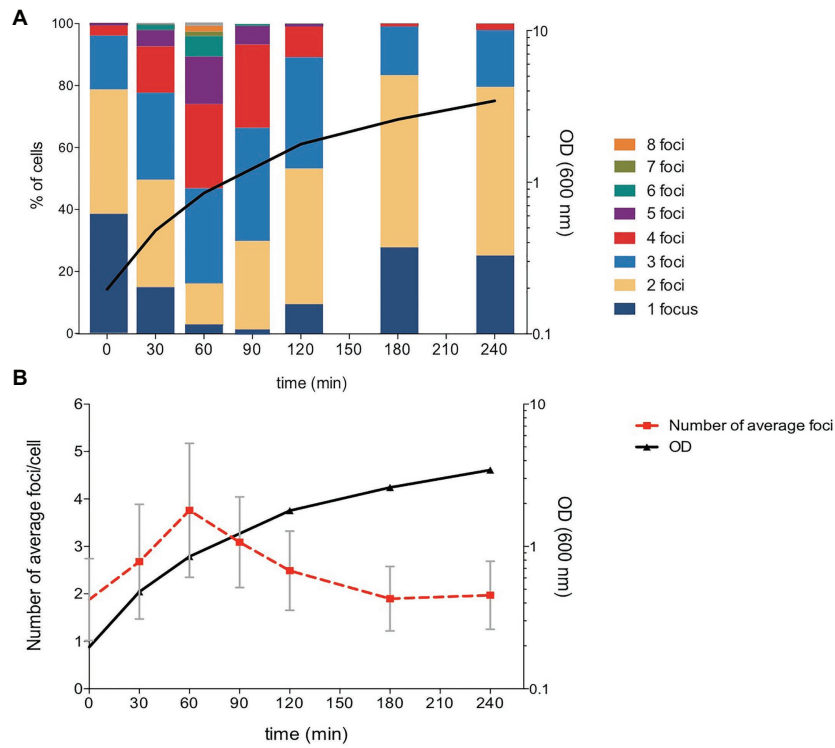 A
100
80
60
40
20
0
% of cells
0 30 60 90 120 150 180 210 240
time (min)
10
1
0.1
OD (600 nm)
8 foci
7 foci
6 foci
5 foci
4 foci
3 foci
2 foci
1 focus
B
6
5
4
3
2
1
0
Number of average foci/cell
0 30 60 90 120 150 180 210 240
time (min)
10
1
0.1
OD (600 nm)
Number of average foci
OD